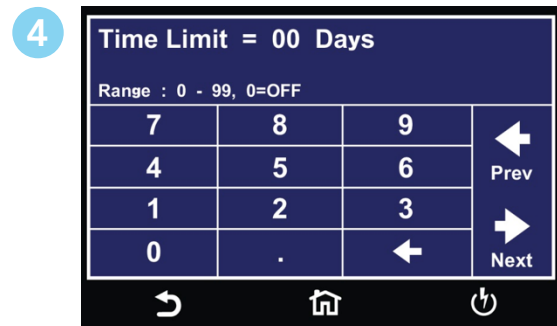 4
Time Limit = 00 Days
Range : 0 - 99, 0=OFF
7 8 9
4 5 6
Prev
1 2 3
0 .
Next